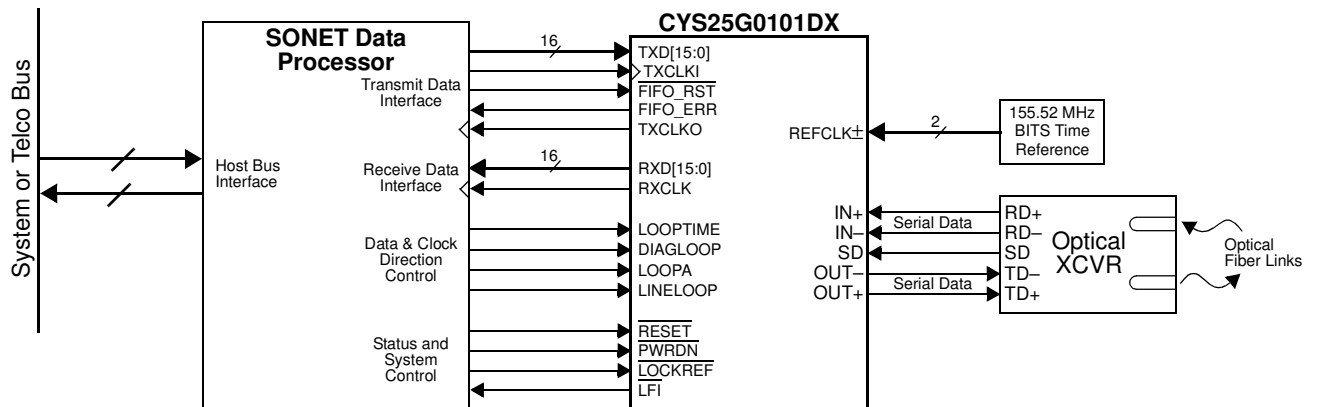 System or Telco Bus
SONET Data
Processor
Host Bus
Interface
Transmit Data
Interface
Receive Data
Interface
Data & Clock
Direction
Control
Status and
System
Control
16
16
CYS25G0101DX
TXD[15:0]
TXCLKI
FIFO_RST
FIFO_ERR
TXCLKO
RXD[15:0]
RXCLK
LOOPTIME
DIAGLOOP
LOOPA
LINELOOP
RESET
PWRDN
LOCKREF
LFI
REFCLK±
IN+
IN–
SD
OUT–
OUT+
2
155.52 MHz
BITS Time
Reference
Serial Data
Serial Data
RD+
RD–
SD
TD–
TD+
Optical
XCVR
Optical
Fiber Links